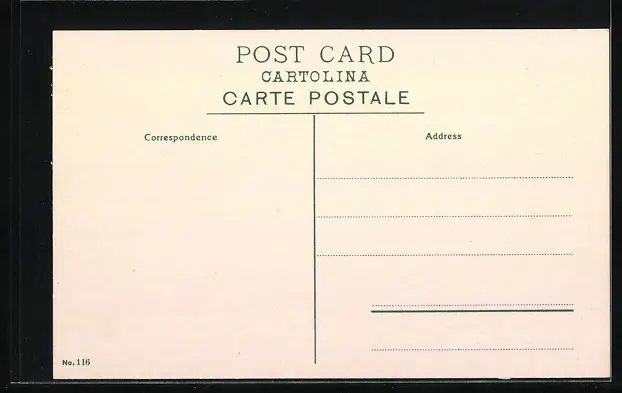 POST CARD
CARTOLINA
CARTE POSTALE
Correspondence
Address
No. 116